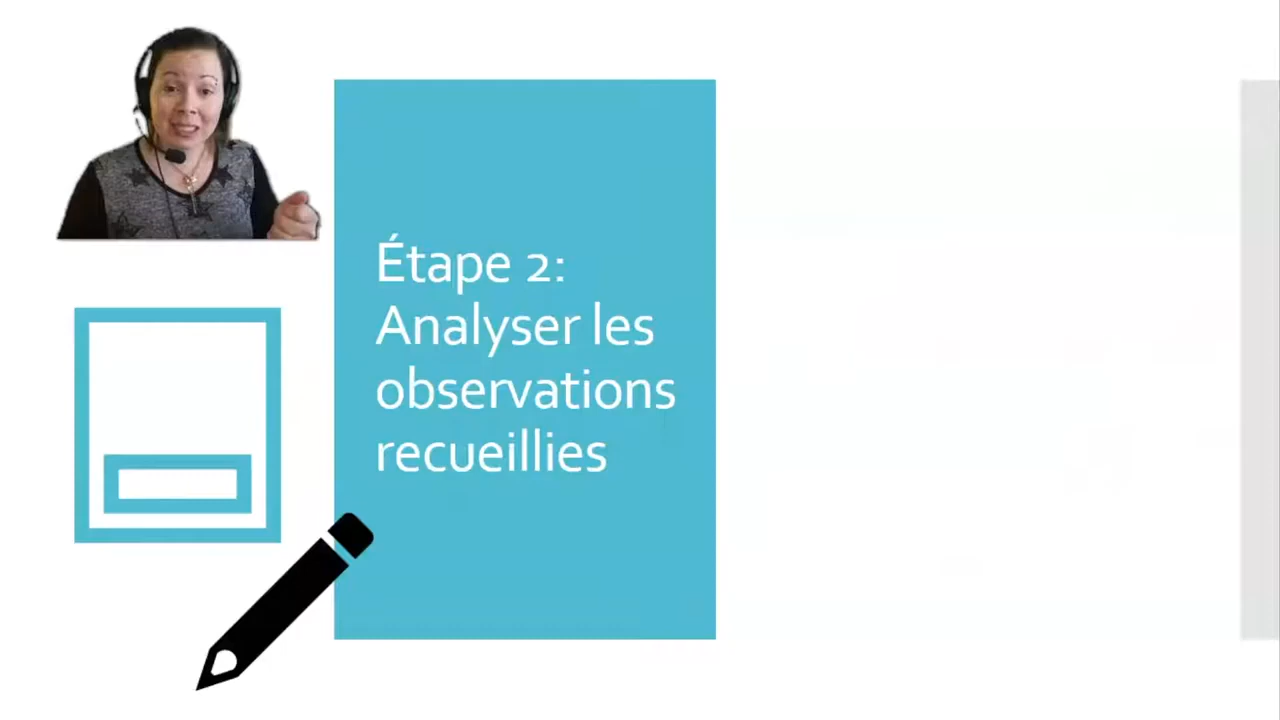 Étape 2:
Analyser les
observations
recueillies